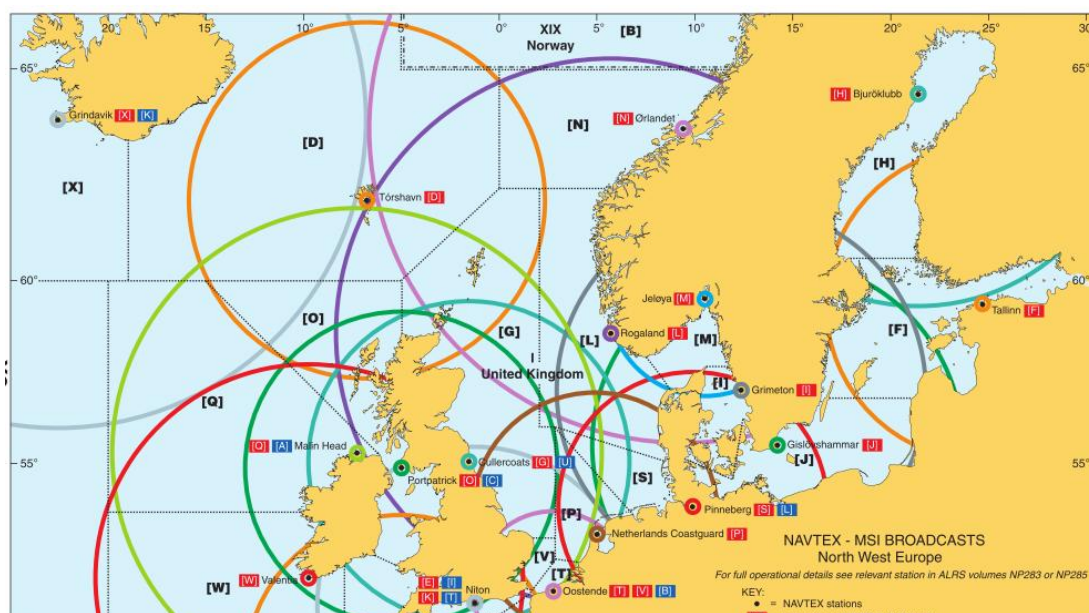 20° 15° 10° 5° 0° 5° 10° 15° 20° 25° 30
XIX
Norway
[B]
65° 65°
[H] Bjuröklubb
Grindavik [X] [K]
[N] Ørlandet
[N]
[D]
[H]
[X]
Tórshavn [D]
60° 60°
Jeløya [M]
Tallinn [F]
[O]
[G]
[L]
Rogaland [L]
[M]
[F]
I
United Kingdom
[I]
Grimeton [I]
[Q]
[Q] [A] Malin Head
Gislövshammar [J]
[J]
55° 55°
Cullercoats [G] [U]
Portpatrick [O] [C]
[S]
Pinneberg [S] [L]
[P]
Netherlands Coastguard [P]
[V]
[T]
[W]
[W] Valentia
[E] [I]
[K] [T] Niton
Oostende [T] [V] [B]
NAVTEX - MSI BROADCASTS
North West Europe
For full operational details see relevant station in ALRS volumes NP283 or NP285
KEY:
= NAVTEX stations